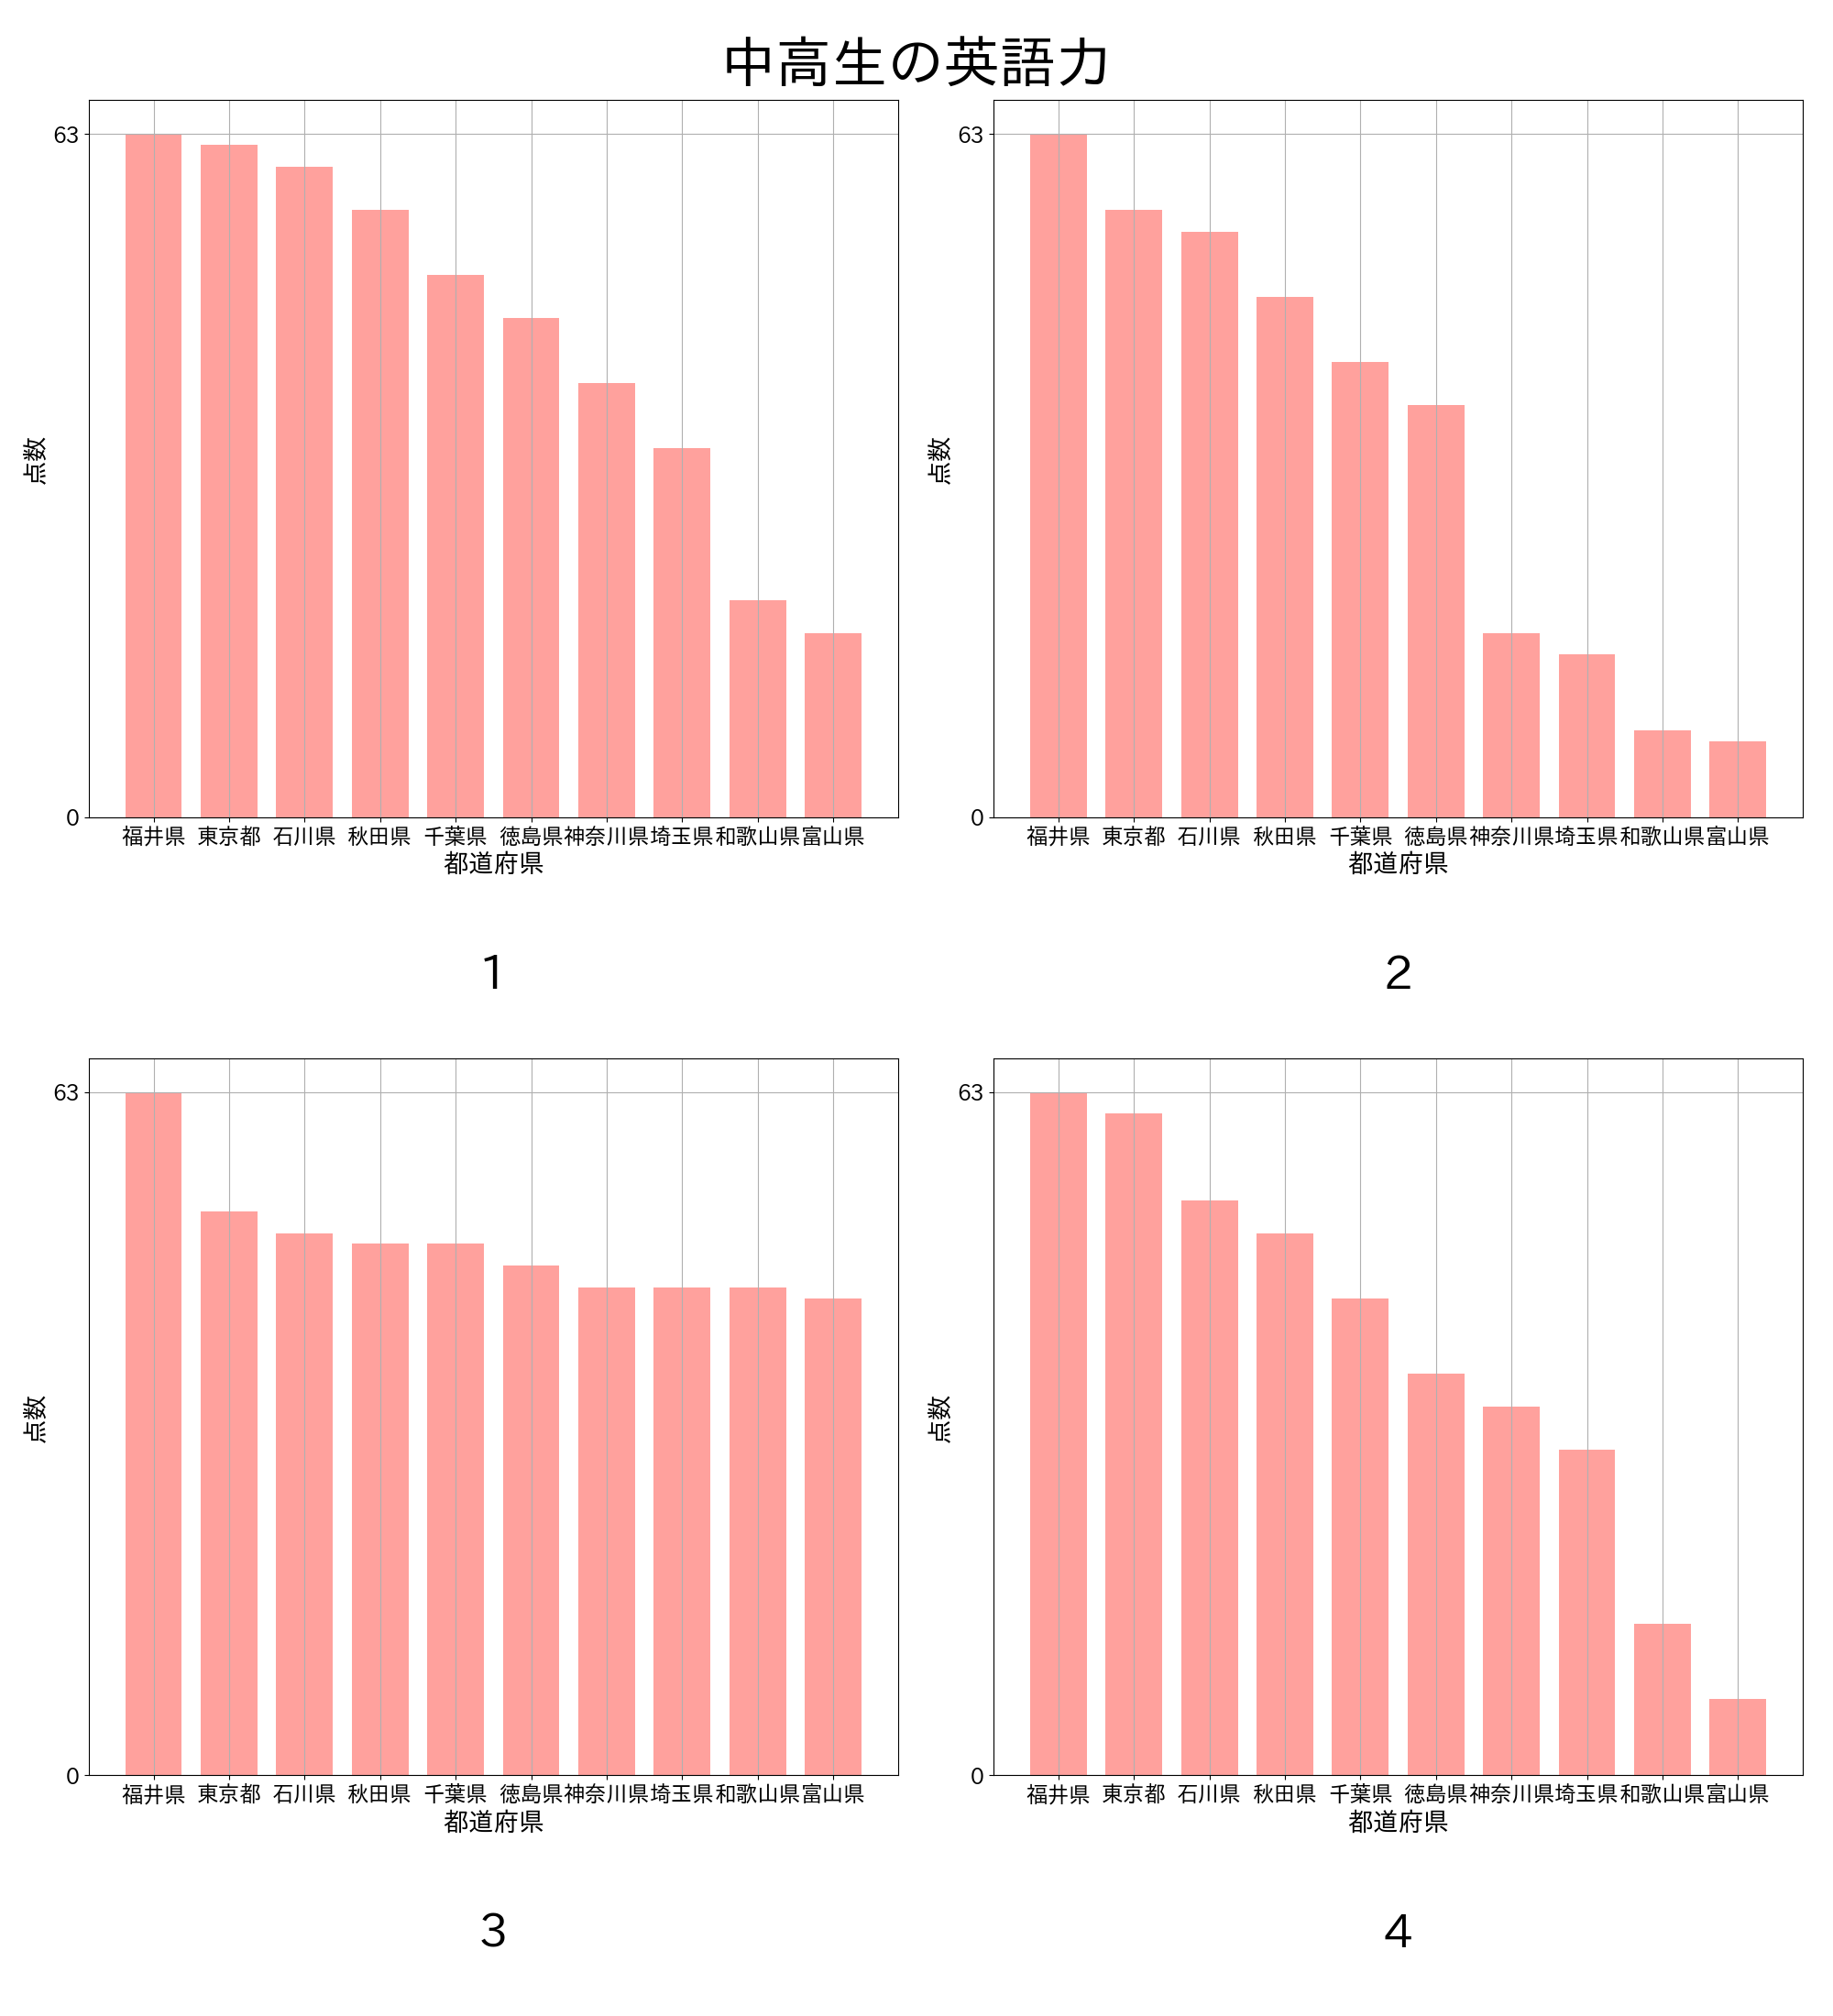 中高生の英語力
63
0
点数
福井県 東京都 石川県 秋田県 千葉県 徳島県 神奈川県 埼玉県 和歌山県 富山県
都道府県
1
63
0
点数
福井県 東京都 石川県 秋田県 千葉県 徳島県 神奈川県 埼玉県 和歌山県 富山県
都道府県
2
63
0
点数
福井県 東京都 石川県 秋田県 千葉県 徳島県 神奈川県 埼玉県 和歌山県 富山県
都道府県
3
63
0
点数
福井県 東京都 石川県 秋田県 千葉県 徳島県 神奈川県 埼玉県 和歌山県 富山県
都道府県
4